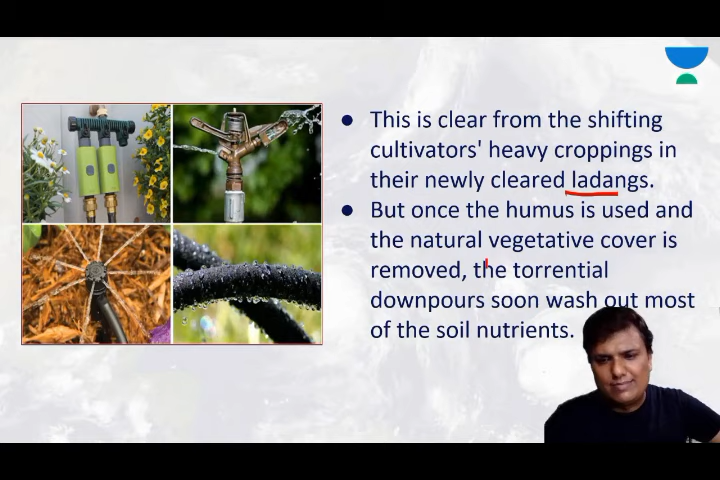 ● This is clear from the shifting
cultivators' heavy croppings in
their newly cleared ladangs.
● But once the humus is used and
the natural vegetative cover is
removed, the torrential
downpours soon wash out most
of the soil nutrients.